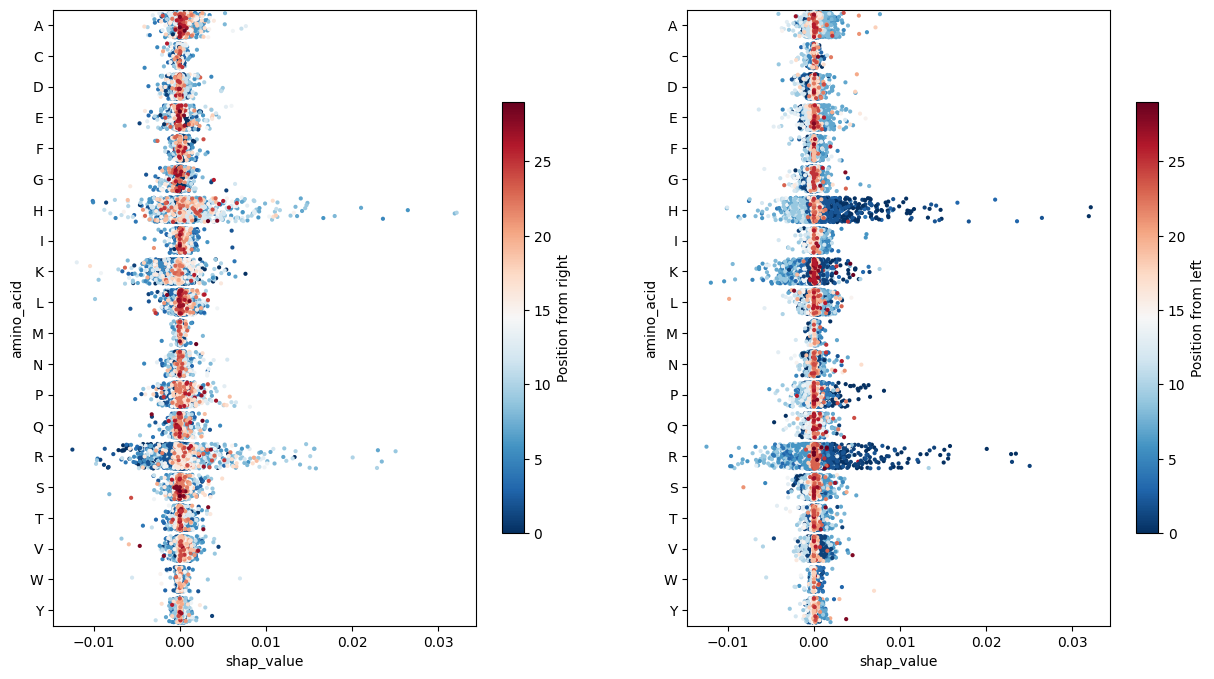 A
C
D
E
F
G
H
I
K
L
M
N
P
Q
R
S
T
V
W
Y
amino_acid
−0.01 0.00 0.01 0.02 0.03
shap_value
25
20
15
10
5
0
Position from right
A
C
D
E
F
G
H
I
K
L
M
N
P
Q
R
S
T
V
W
Y
amino_acid
−0.01 0.00 0.01 0.02 0.03
shap_value
25
20
15
10
5
0
Position from left